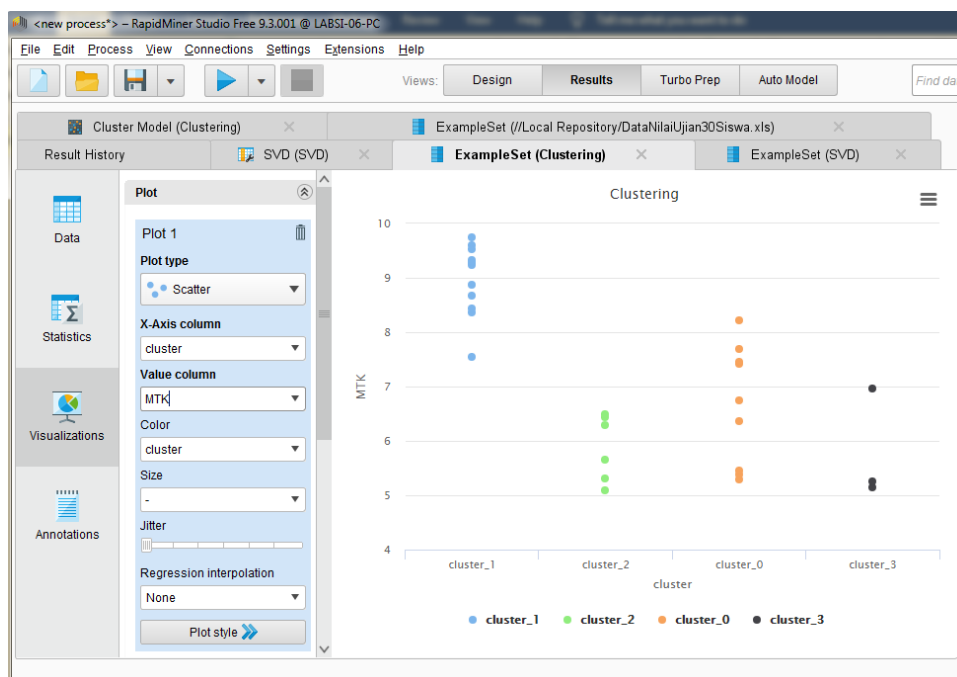 <new process*> – RapidMiner Studio Free 9.3.001 @ LABSI-06-PC
File Edit Process View Connections Settings Extensions Help
Views: Design Results Turbo Prep Auto Model Find da
Cluster Model (Clustering) ExampleSet (//Local Repository/DataNilaiUjian30Siswa.xls)
Result History SVD (SVD) ExampleSet (Clustering) ExampleSet (SVD)
Data
Statistics
Visualizations
Annotations
Plot
Plot 1
Plot type
Scatter
X-Axis column
cluster
Value column
MTK
Color
cluster
Size
-
Jitter
Regression interpolation
None
Plot style
Clustering
10
9
8
7
6
5
4
MTK
cluster_1 cluster_2 cluster_0 cluster_3
cluster
cluster_1 cluster_2 cluster_0 cluster_3